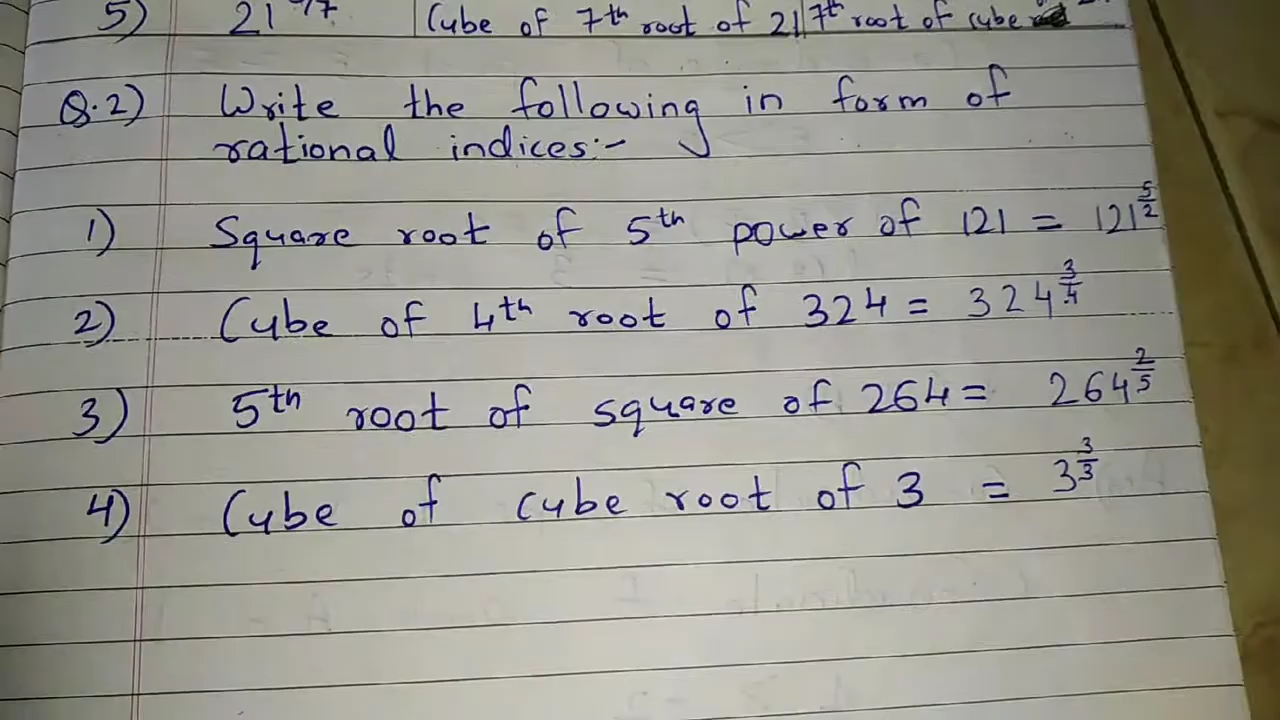 5) 21 Cube of 7th root of 21 | 7th root of cube
Q.2) Write the following in form of
rational indices:-
1) Square root of 5th power of 121 = 121^5/2
2) Cube of 4th root of 324 = 324^3/4
3) 5th root of square of 264 = 264^2/5
4) Cube of cube root of 3 = 3^3/3